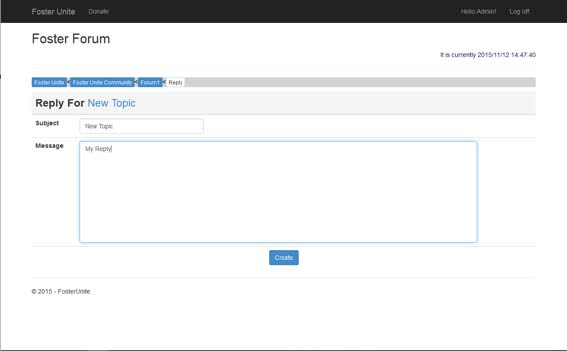 Foster Unite Donate Hello Admin! Log off
Foster Forum
It is currently 2015/11/12 14:47:40
Foster Unite Foster Unite Community Forum1 Reply
Reply For New Topic
Subject New Topic
Message My Reply
Create
© 2015 - FosterUnite